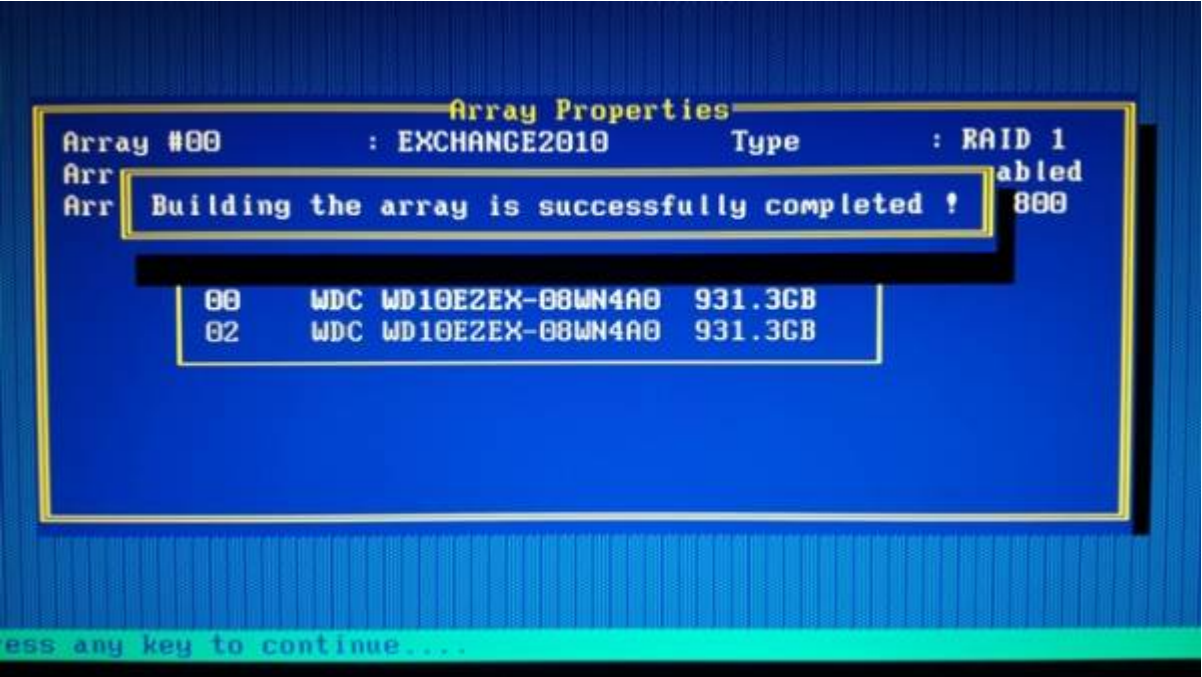 Array Properties
Array #00 : EXCHANGE2010 Type : RAID 1
Arr abled
Arr 800
Building the array is successfully completed !
00 WDC WD10EZEX-08WN4A0 931.3GB
02 WDC WD10EZEX-08WN4A0 931.3GB
ess any key to continue....